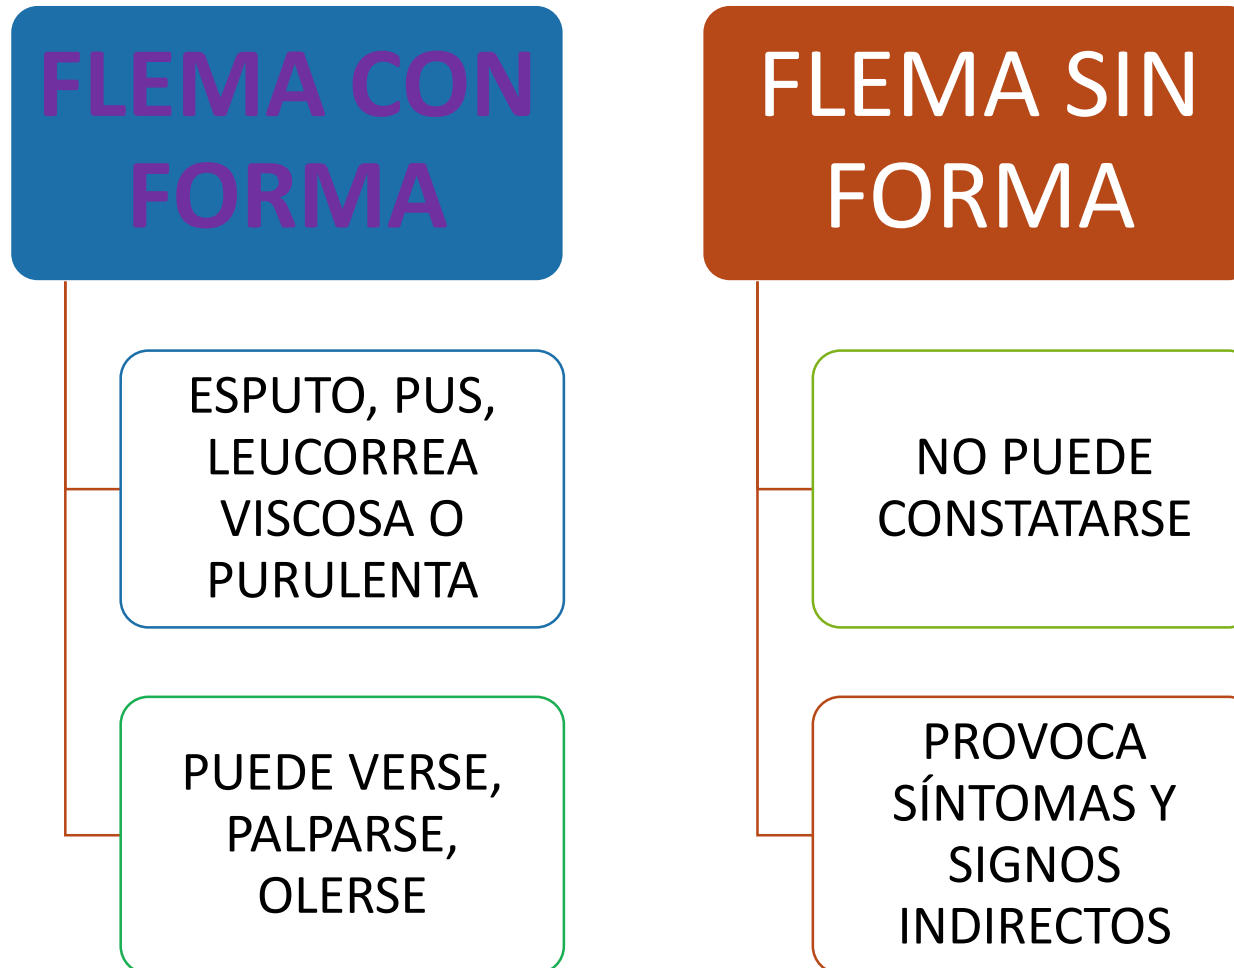 FLEMA CON
FORMA
ESPUTO, PUS,
LEUCORREA
VISCOSA O
PURULENTA
PUEDE VERSE,
PALPARSE,
OLERSE
FLEMA SIN
FORMA
NO PUEDE
CONSTATARSE
PROVOCA
SÍNTOMAS Y
SIGNOS
INDIRECTOS